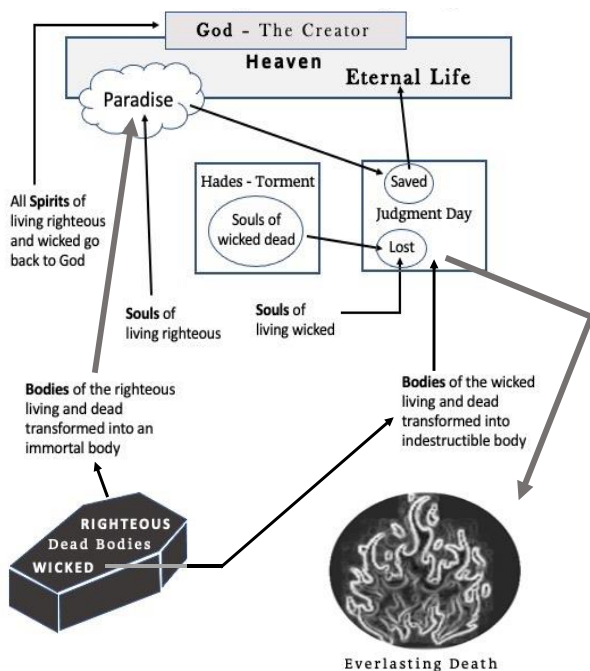 God - The Creator
Heaven
Eternal Life
Paradise
Hades - Torment
Souls of
wicked dead
Saved
Judgment Day
Lost
All Spirits of
living righteous
and wicked go
back to God
Souls of
living righteous
Souls of
living wicked
Bodies of the righteous
living and dead
transformed into an
immortal body
Bodies of the wicked
living and dead
transformed into
indestructible body
RIGHTEOUS
Dead Bodies
WICKED
Everlasting Death